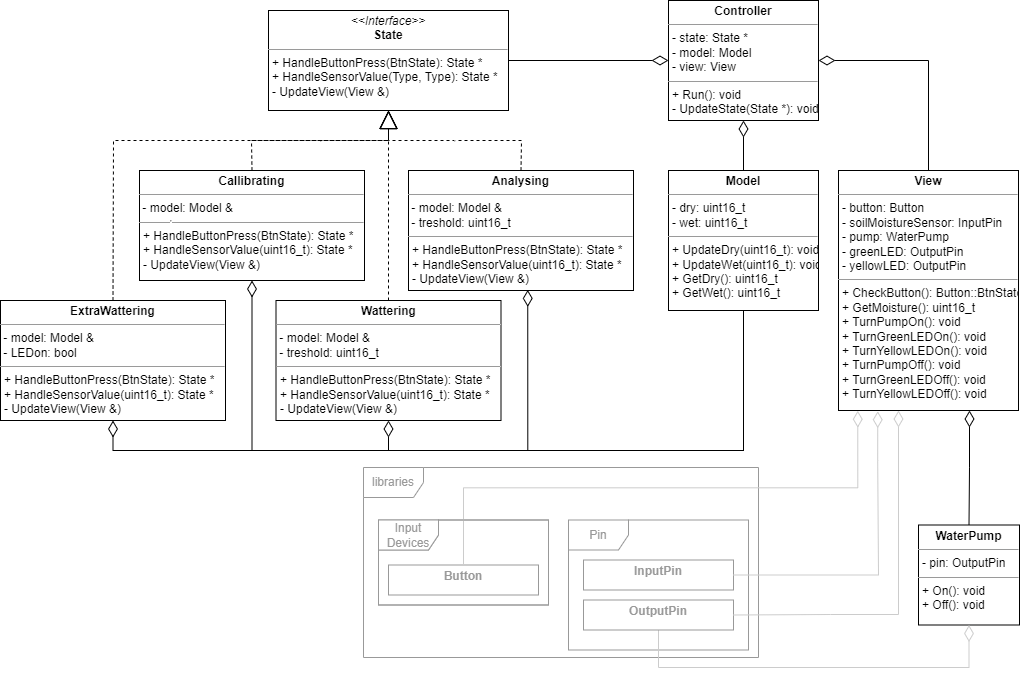 <<Interface>>
State
+ HandleButtonPress(BtnState): State *
+ HandleSensorValue(Type, Type): State *
- UpdateView(View &)
Controller
- state: State *
- model: Model
- view: View
+ Run(): void
- UpdateState(State *): void
Callibrating
- model: Model &
+ HandleButtonPress(BtnState): State *
+ HandleSensorValue(uint16_t): State *
- UpdateView(View &)
Analysing
- model: Model &
- treshold: uint16_t
+ HandleButtonPress(BtnState): State *
+ HandleSensorValue(uint16_t): State *
- UpdateView(View &)
Model
- dry: uint16_t
- wet: uint16_t
+ UpdateDry(uint16_t): void
+ UpdateWet(uint16_t): void
+ GetDry(): uint16_t
+ GetWet(): uint16_t
View
- button: Button
- soilMoistureSensor: InputPin
- pump: WaterPump
- greenLED: OutputPin
- yellowLED: OutputPin
+ CheckButton(): Button::BtnState
+ GetMoisture(): uint16_t
+ TurnPumpOn(): void
+ TurnGreenLEDOn(): void
+ TurnYellowLEDOn(): void
+ TurnPumpOff(): void
+ TurnGreenLEDOff(): void
+ TurnYellowLEDOff(): void
ExtraWattering
- model: Model &
- LEDon: bool
+ HandleButtonPress(BtnState): State *
+ HandleSensorValue(uint16_t): State *
- UpdateView(View &)
Wattering
- model: Model &
- treshold: uint16_t
+ HandleButtonPress(BtnState): State *
+ HandleSensorValue(uint16_t): State *
- UpdateView(View &)
libraries
Input
Devices
Button
Pin
InputPin
OutputPin
WaterPump
- pin: OutputPin
+ On(): void
+ Off(): void